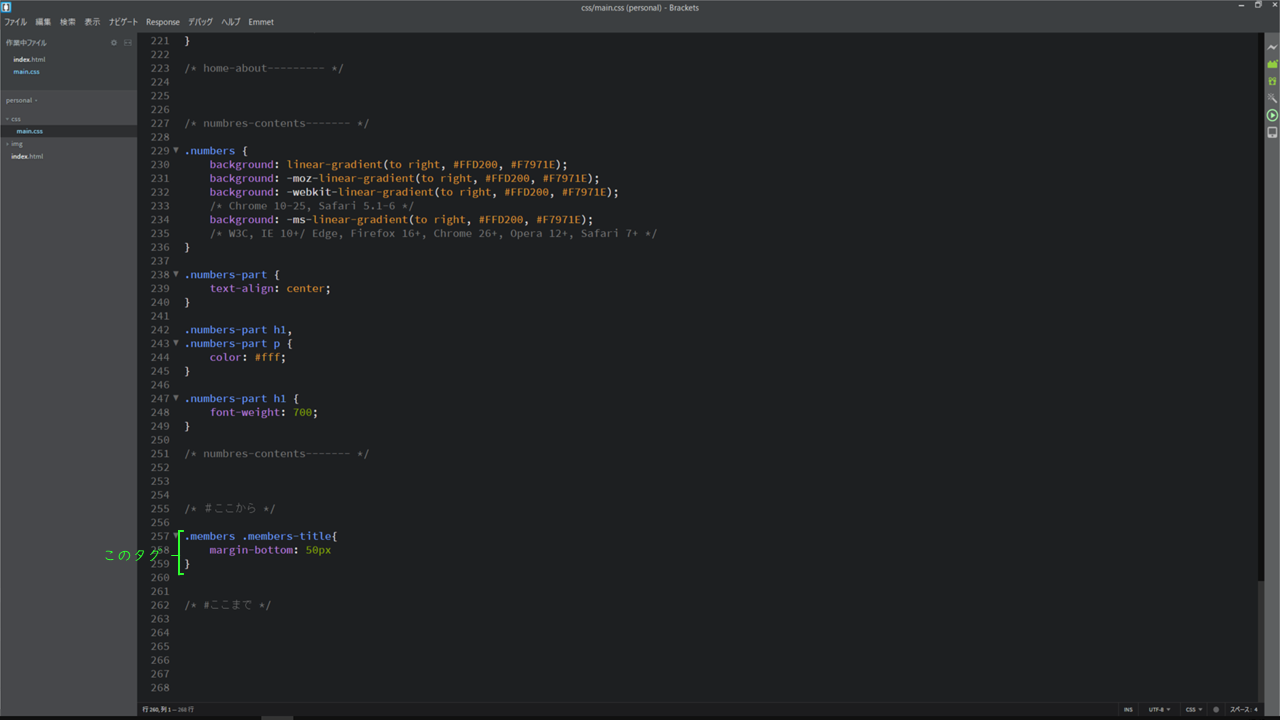 css/main.css (personal) - Brackets
ファイル 編集 検索 表示 ナビゲート Response デバッグ ヘルプ Emmet
作業中ファイル
index.html
main.css
personal
css
main.css
img
index.html
221 }
222
223 /* home-about--------- */
224
225
226
227 /* numbres-contents------- */
228
229 .numbers {
230 background: linear-gradient(to right, #FFD200, #F7971E);
231 background: -moz-linear-gradient(to right, #FFD200, #F7971E);
232 background: -webkit-linear-gradient(to right, #FFD200, #F7971E);
233 /* Chrome 10-25, Safari 5.1-6 */
234 background: -ms-linear-gradient(to right, #FFD200, #F7971E);
235 /* W3C, IE 10+/ Edge, Firefox 16+, Chrome 26+, Opera 12+, Safari 7+ */
236 }
237
238 .numbers-part {
239 text-align: center;
240 }
241
242 .numbers-part h1,
243 .numbers-part p {
244 color: #fff;
245 }
246
247 .numbers-part h1 {
248 font-weight: 700;
249 }
250
251 /* numbres-contents------- */
252
253
254
255 /* #ここから */
256
257 .members .members-title{
このタグ
258 margin-bottom: 50px
259 }
260
261
262 /* #ここまで */
263
264
265
266
267
268
行 260, 列 1 — 268 行
INS UTF-8 CSS スペース: 4